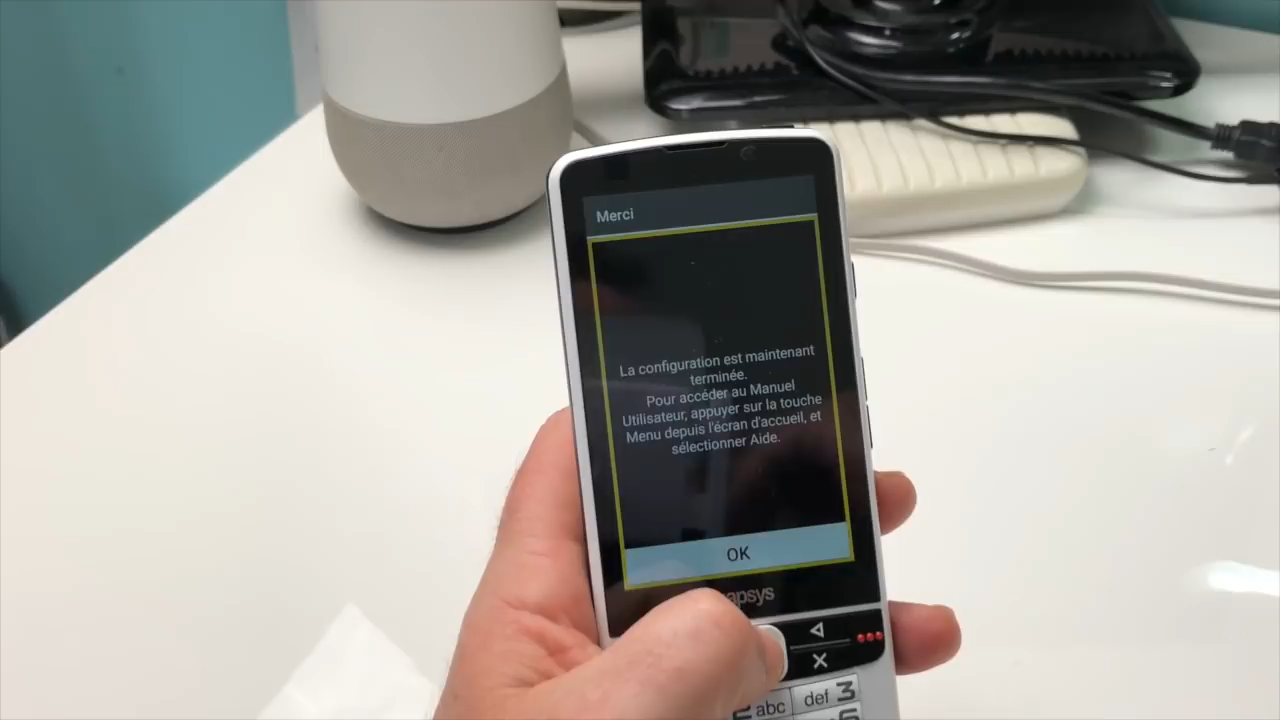 Merci
La configuration est maintenant
terminée.
Pour accéder au Manuel
Utilisateur, appuyer sur la touche
Menu depuis l'écran d'accueil, et
sélectionner Aide.
OK
apsys
abc
def 3